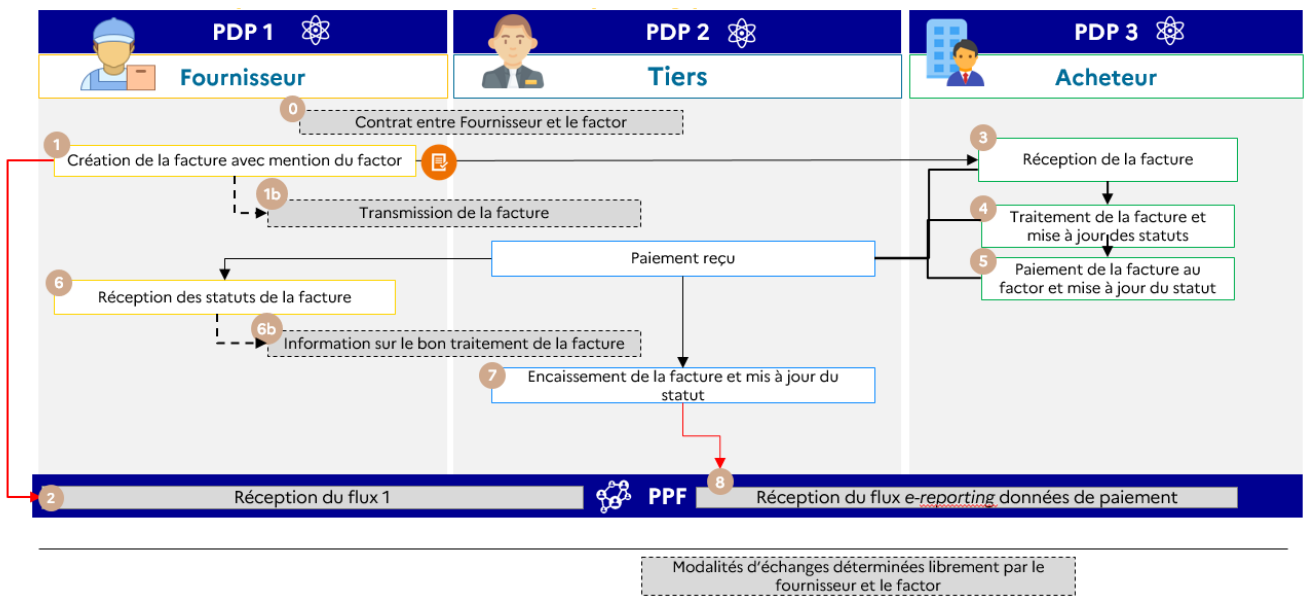 PDP 1
PDP 2
PDP 3
Fournisseur
Tiers
Acheteur
0
Contrat entre Fournisseur et le factor
1
Création de la facture avec mention du factor
3
Réception de la facture
1b
Transmission de la facture
4
Traitement de la facture et
mise à jour des statuts
Paiement reçu
5
Paiement de la facture au
factor et mise à jour du statut
6
Réception des statuts de la facture
6b
Information sur le bon traitement de la facture
7
Encaissement de la facture et mis à jour du
statut
2
Réception du flux 1
PPF
8
Réception du flux e-reporting données de paiement
Modalités d'échanges déterminées librement par le
fournisseur et le factor